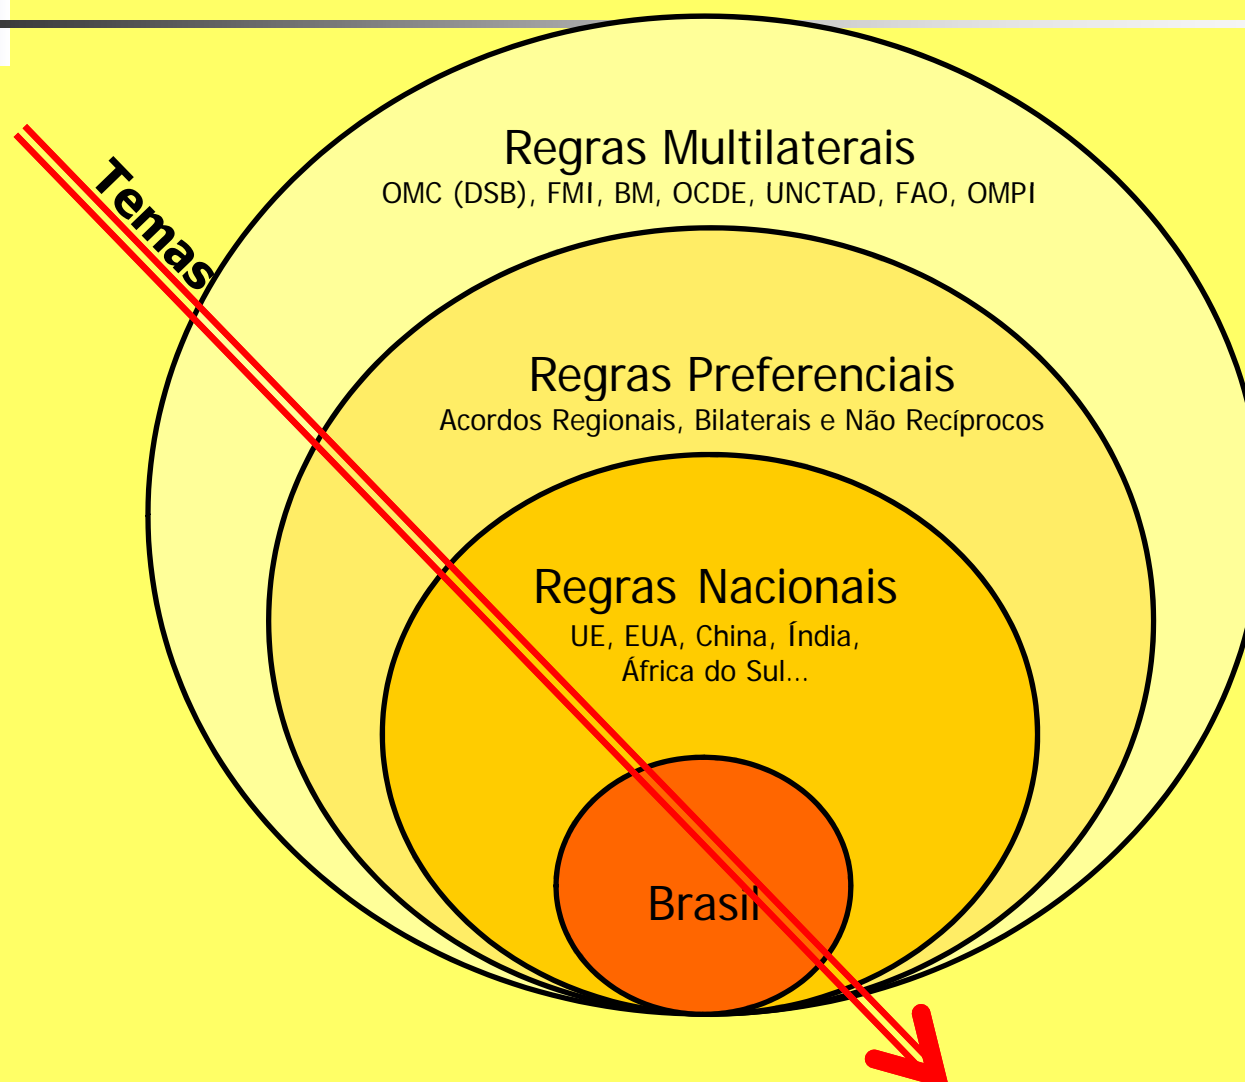 Temas
Regras Multilaterais
OMC (DSB), FMI, BM, OCDE, UNCTAD, FAO, OMPI
Regras Preferenciais
Acordos Regionais, Bilaterais e Não Recíprocos
Regras Nacionais
UE, EUA, China, Índia,
África do Sul...
Brasil